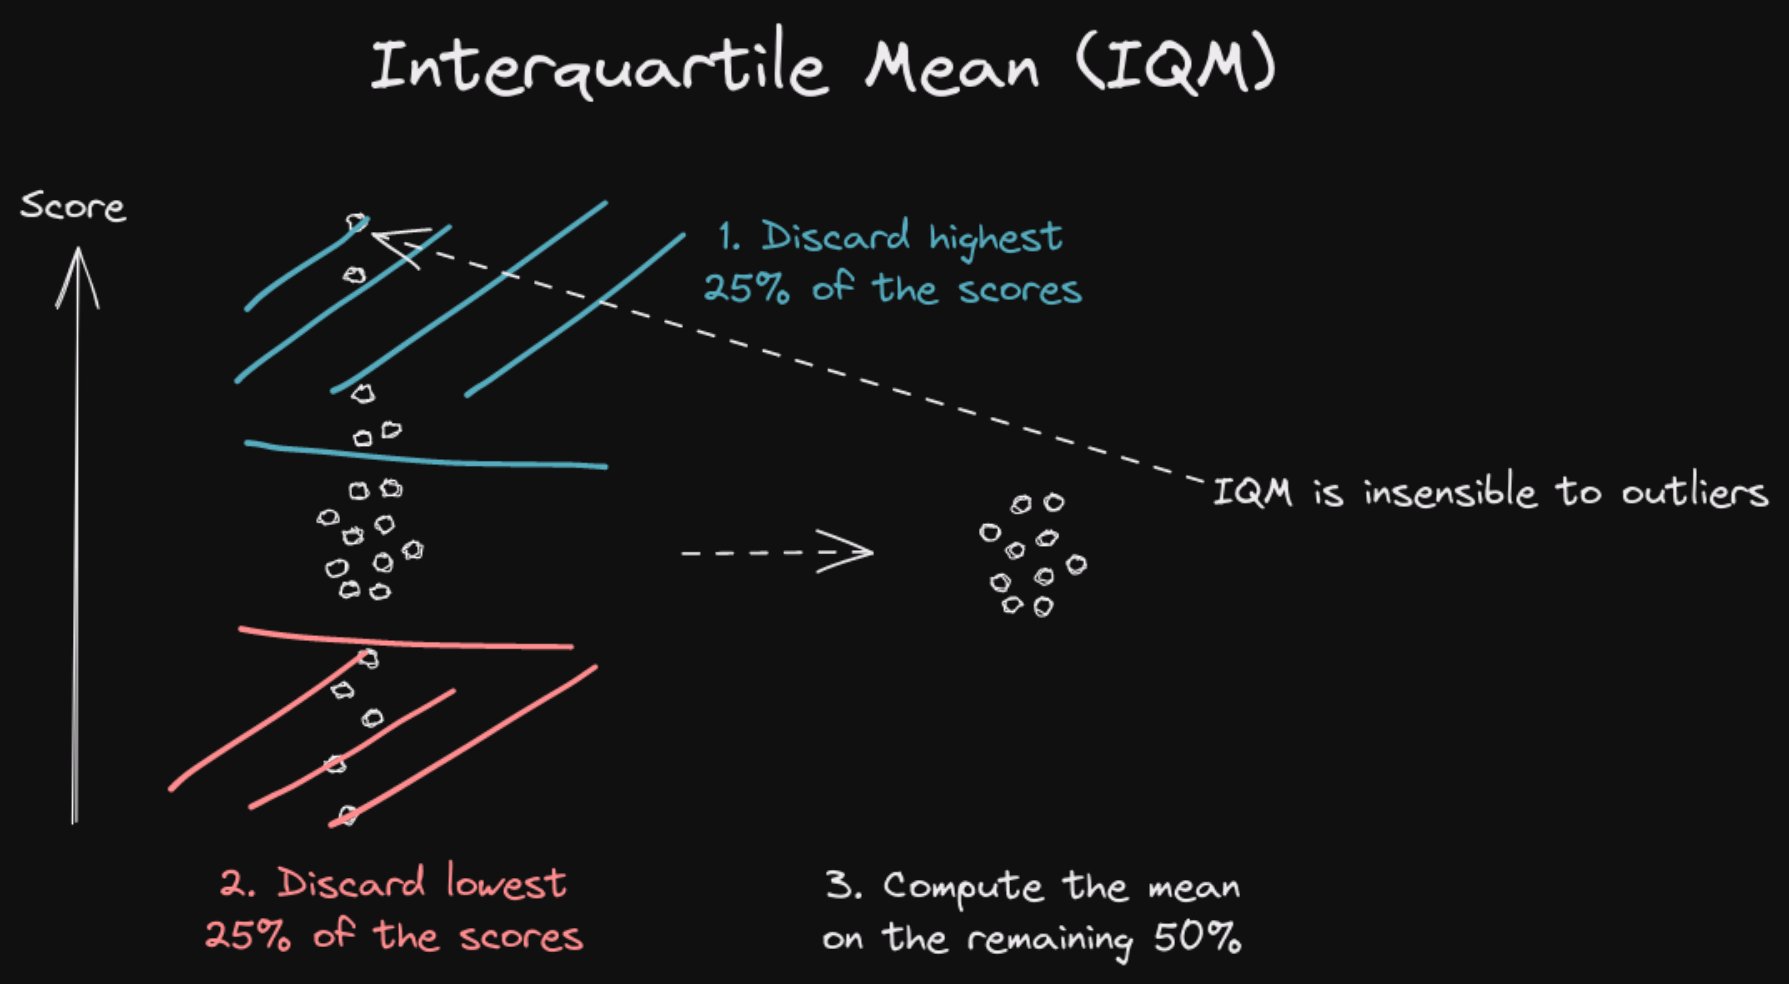 Interquartile Mean (IQM)
Score
1. Discard highest
25% of the scores
IQM is insensible to outliers
2. Discard lowest
25% of the scores
3. Compute the mean
on the remaining 50%